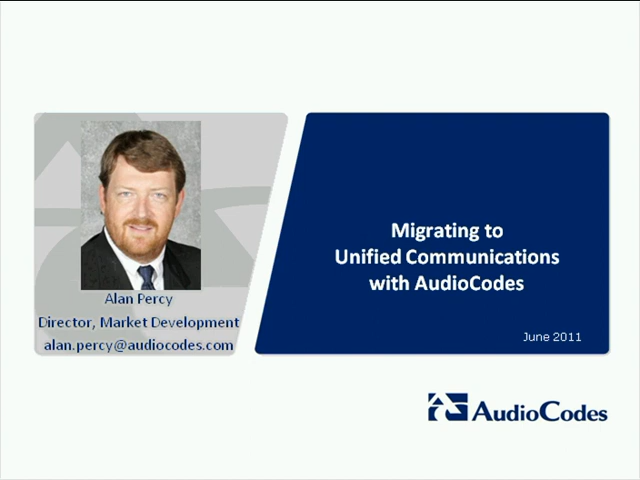 Alan Percy
Director, Market Development
alan.percy@audiocodes.com
Migrating to
Unified Communications
with AudioCodes
June 2011
AudioCodes